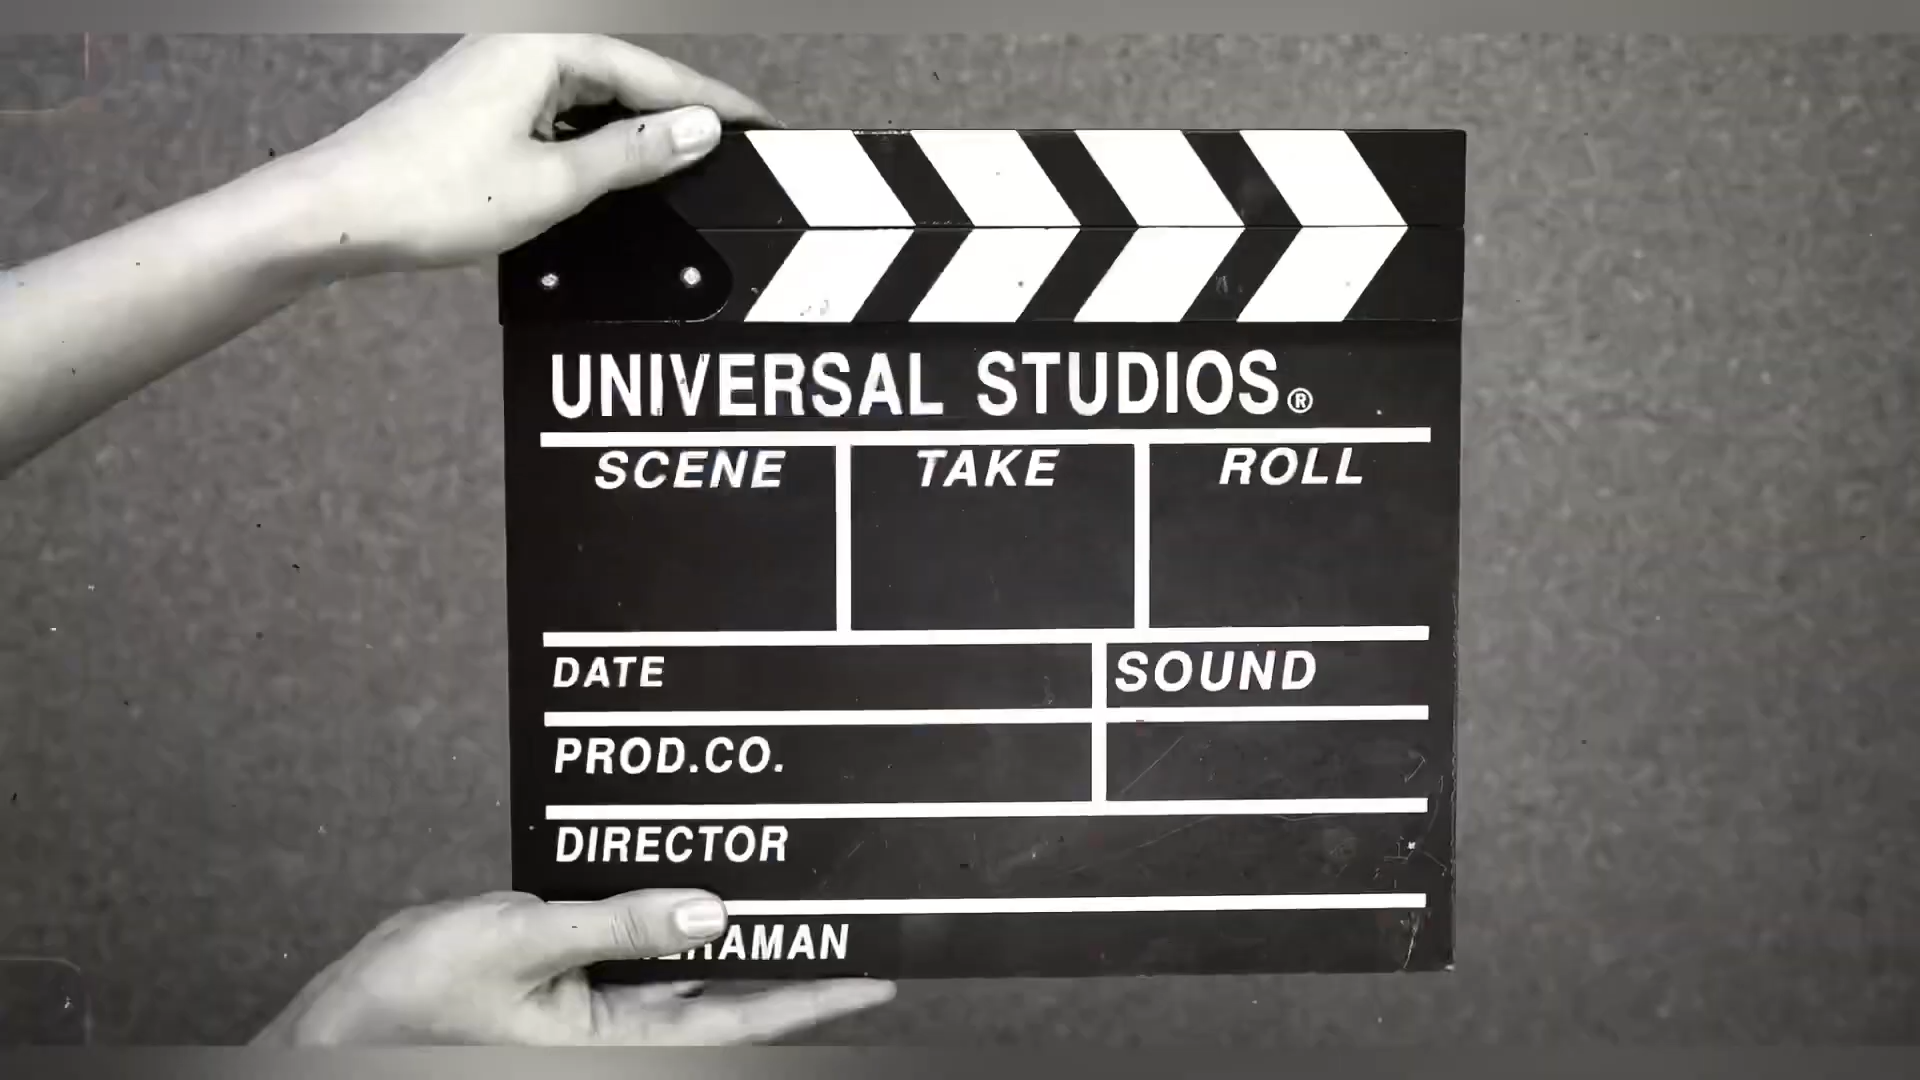 UNIVERSAL STUDIOS®
SCENE TAKE ROLL
DATE SOUND
PROD.CO.
DIRECTOR